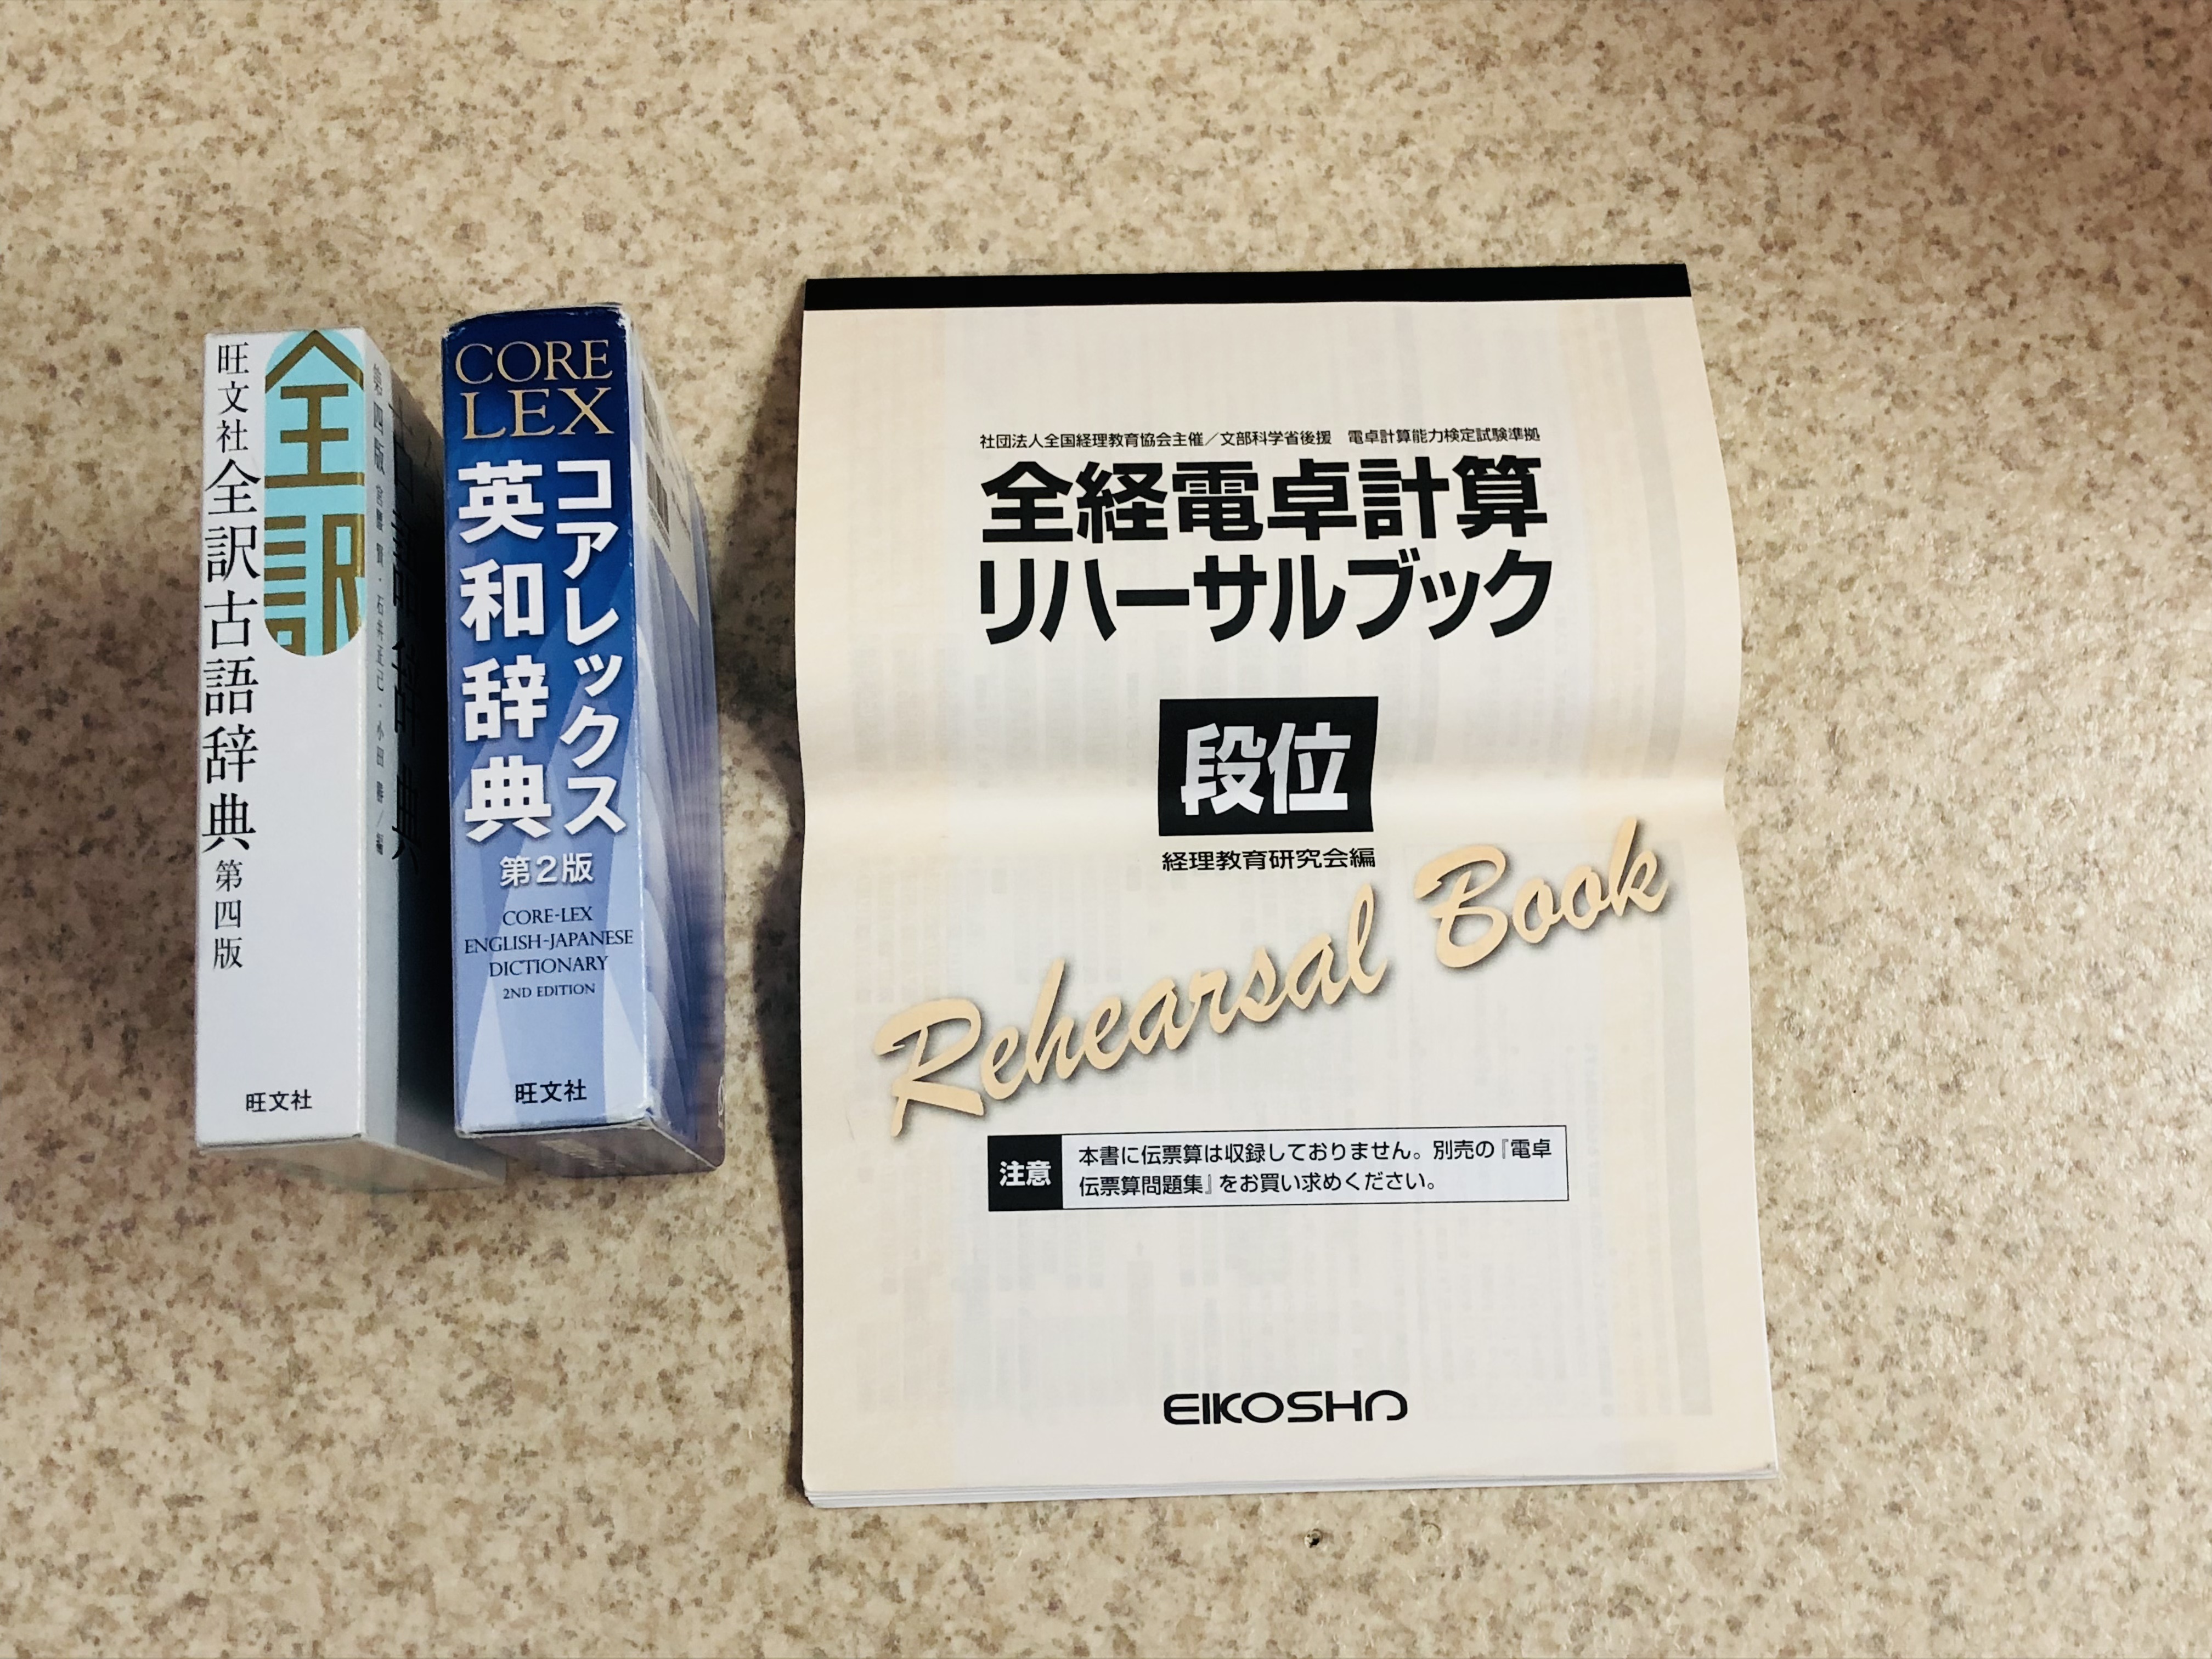 旺文社 全訳古語辞典 第四版
全訳
旺文社
第四版
CORE
LEX
コアレックス
英和辞典
第2版
CORE-LEX
ENGLISH-JAPANESE
DICTIONARY
2ND EDITION
旺文社
社団法人全国経理教育協会主催／文部科学省後援　電卓計算能力検定試験準拠
全経電卓計算
リハーサルブック
段位
経理教育研究会編
Rehearsal Book
注意
本書に伝票算は収録しておりません。別売の『電卓
伝票算問題集』をお買い求めください。
EIKOSHO